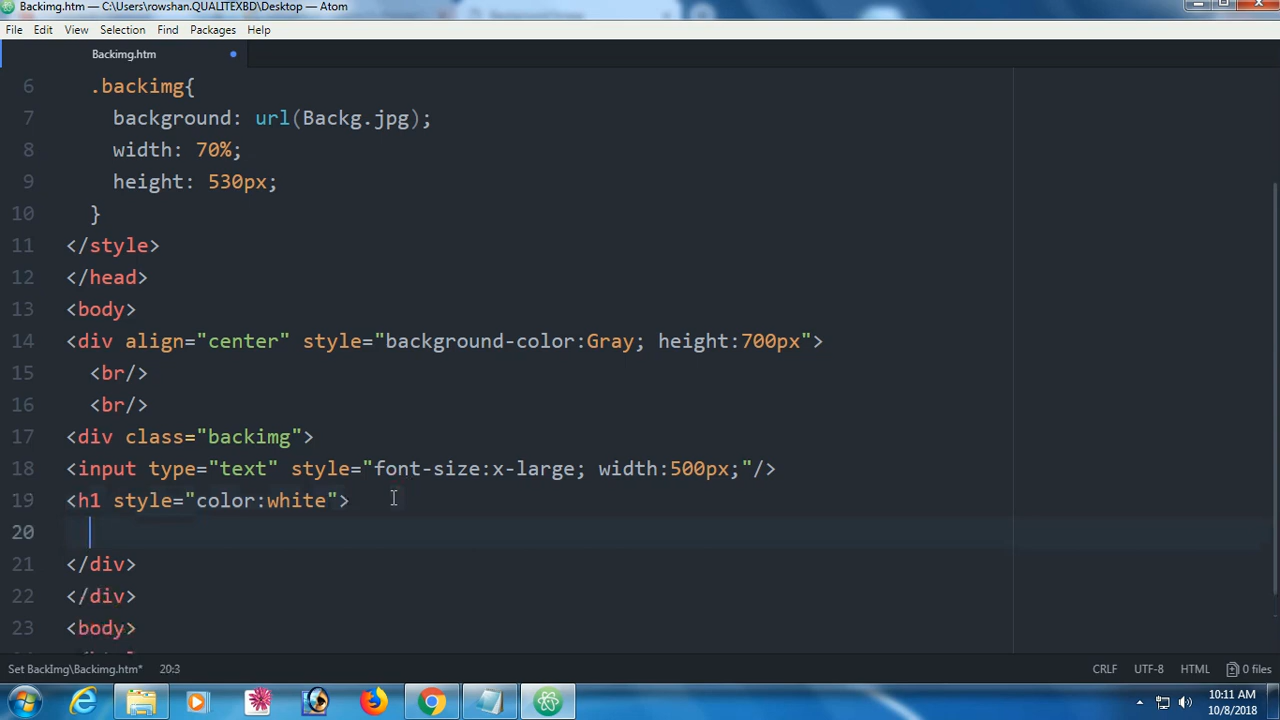 Backimg.htm — C:\Users\rowshan.QUALITEXBD\Desktop — Atom
File Edit View Selection Find Packages Help
Backimg.htm
6 .backimg{
7 background: url(Backg.jpg);
8 width: 70%;
9 height: 530px;
10 }
11 </style>
12 </head>
13 <body>
14 <div align="center" style="background-color:Gray; height:700px">
15 <br/>
16 <br/>
17 <div class="backimg">
18 <input type="text" style="font-size:x-large; width:500px;"/>
19 <h1 style="color:white">
20
21 </div>
22 </div>
23 <body>
Set BackImg\Backimg.htm* 20:3 CRLF UTF-8 HTML 0 files
10:11 AM
10/8/2018